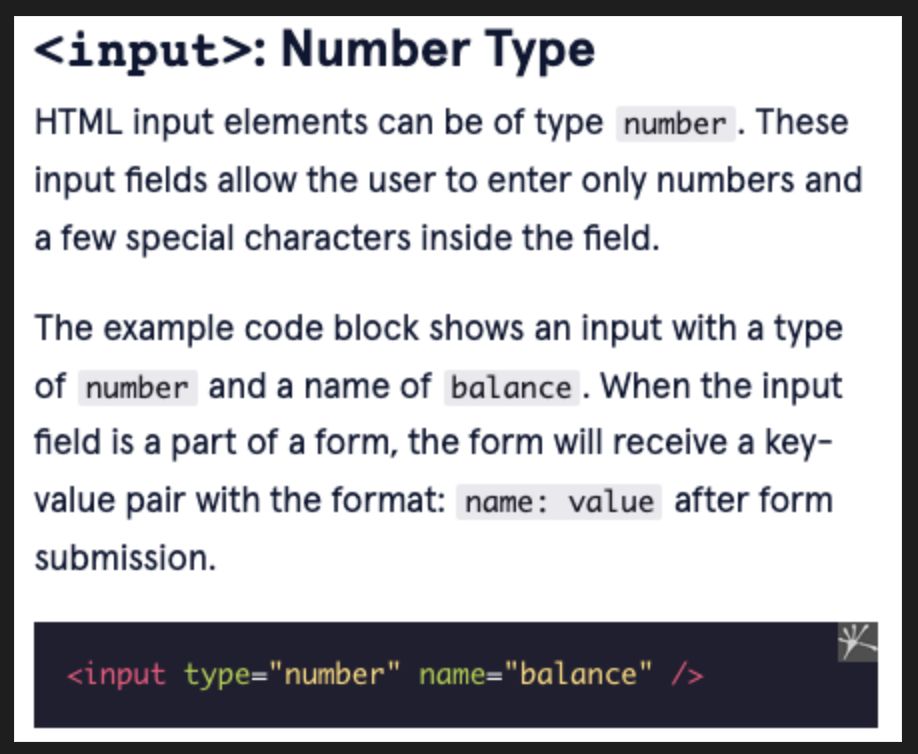 <input>: Number Type
HTML input elements can be of type number. These
input fields allow the user to enter only numbers and
a few special characters inside the field.
The example code block shows an input with a type
of number and a name of balance. When the input
field is a part of a form, the form will receive a key-
value pair with the format: name: value after form
submission.
<input type="number" name="balance" />